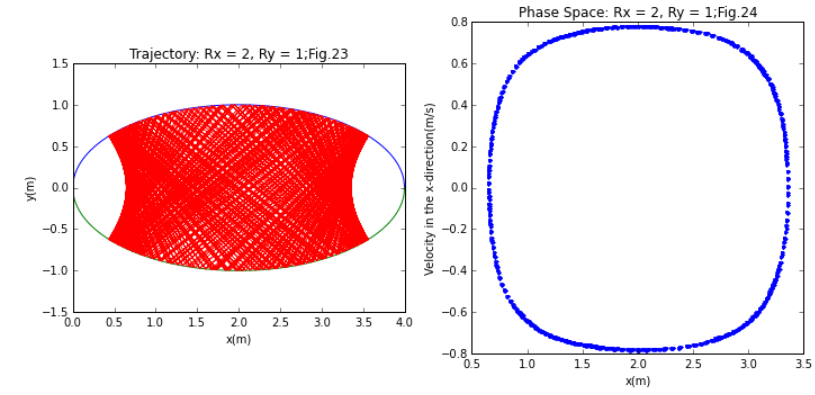 Trajectory: Rx = 2, Ry = 1;Fig.23
1.5
1.0
0.5
0.0
−0.5
−1.0
−1.5
y(m)
0.0 0.5 1.0 1.5 2.0 2.5 3.0 3.5 4.0
x(m)
Phase Space: Rx = 2, Ry = 1;Fig.24
0.8
0.6
0.4
0.2
0.0
−0.2
−0.4
−0.6
−0.8
Velocity in the x-direction(m/s)
0.5 1.0 1.5 2.0 2.5 3.0 3.5
x(m)